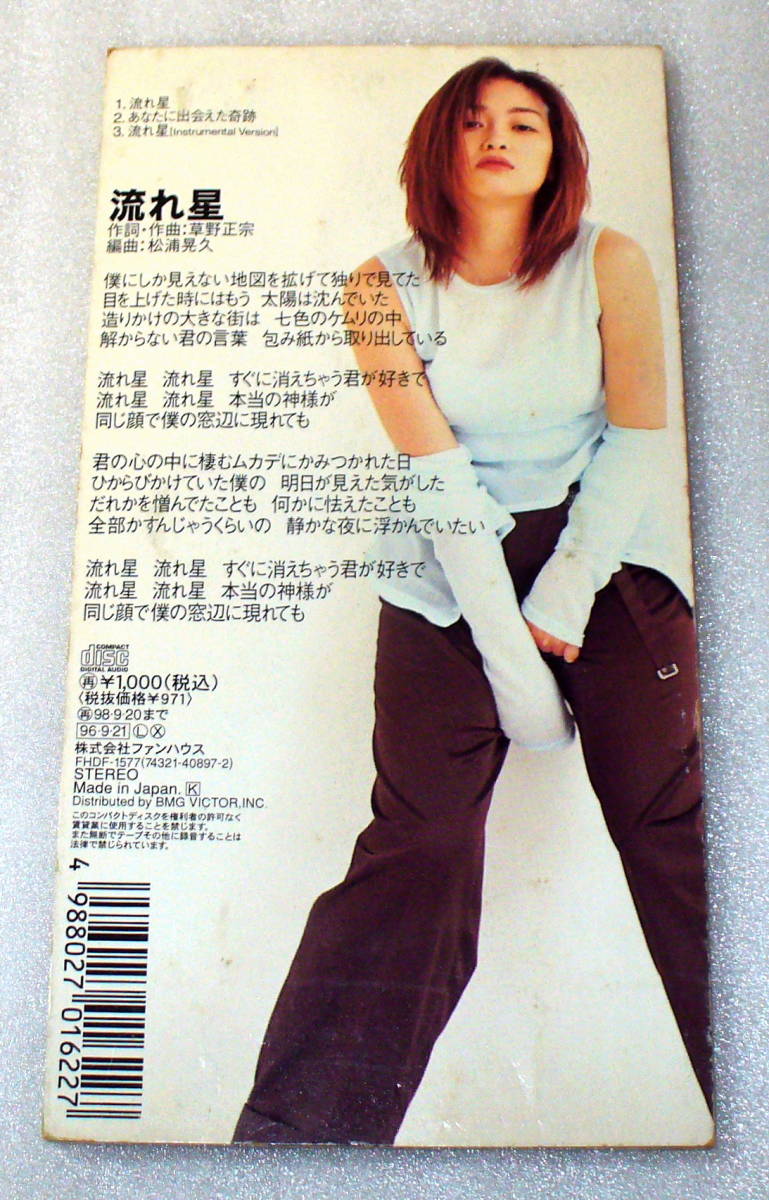 1. 流れ星
2. あなたに出会えた奇跡
3. 流れ星[Instrumental Version]
流れ星
作詞・作曲:草野正宗
編曲:松浦晃久
僕にしか見えない地図を拡げて独りで見てた
目を上げた時にはもう 太陽は沈んでいた
造りかけの大きな街は 七色のケムリの中
解からない君の言葉 包み紙から取り出している
流れ星 流れ星 すぐに消えちゃう君が好きで
流れ星 流れ星 本当の神様が
同じ顔で僕の窓辺に現れても
君の心の中に棲むムカデにかみつかれた日
ひからびかけていた僕の 明日が見えた気がした
だれかを憎んでたことも 何かに怯えたことも
全部かすんじゃうくらいの 静かな夜に浮かんでいたい
流れ星 流れ星 すぐに消えちゃう君が好きで
流れ星 流れ星 本当の神様が
同じ顔で僕の窓辺に現れても
COMPACT
disc
DIGITAL AUDIO
㊢¥1,000(税込)
〈税抜価格¥971〉
再98・9・20まで
96・9・21 Ⓛ Ⓧ
株式会社ファンハウス
FHDF-1577(74321-40897-2)
STEREO
Made in Japan. K
Distributed by BMG VICTOR,INC.
このコンパクトディスクを権利者の許可なく
賃貸業に使用することを禁じます。
また無断でテープその他に録音することは
法律で禁じられています。
4 988027 016227